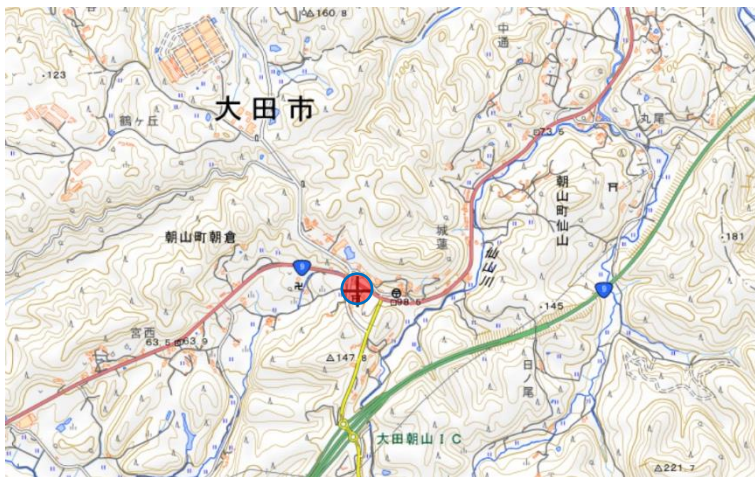 160.8
中通
123
大田市
鶴ヶ丘
73.5
丸尾
朝山町仙山
城蓮
仙山川
181
朝山町朝倉
9
9
98.5
145
宮西
63.5
63.9
147.8
日ノ尾
大田朝山IC
221.7